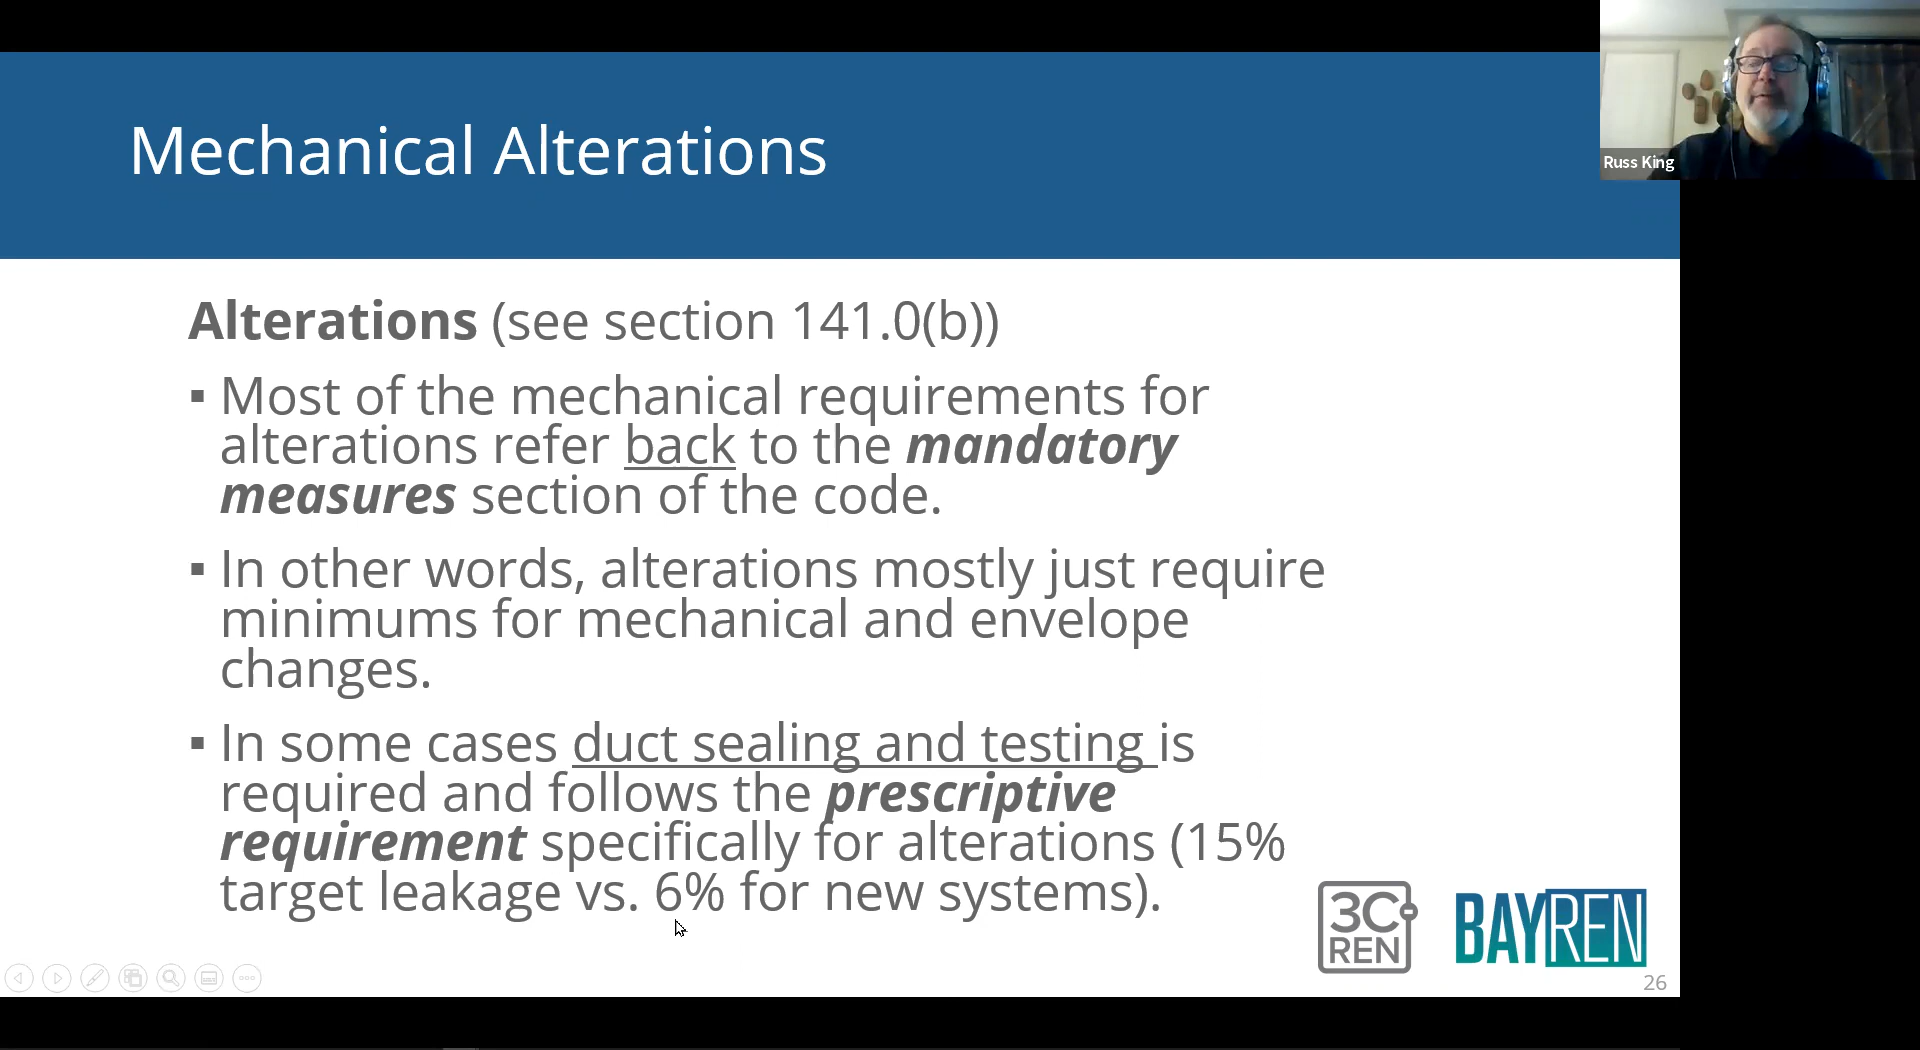 Mechanical Alterations
Russ King
Alterations (see section 141.0(b))
▪ Most of the mechanical requirements for
alterations refer back to the mandatory
measures section of the code.
▪ In other words, alterations mostly just require
minimums for mechanical and envelope
changes.
▪ In some cases duct sealing and testing is
required and follows the prescriptive
requirement specifically for alterations (15%
target leakage vs. 6% for new systems).
3C
REN
BAYREN
26